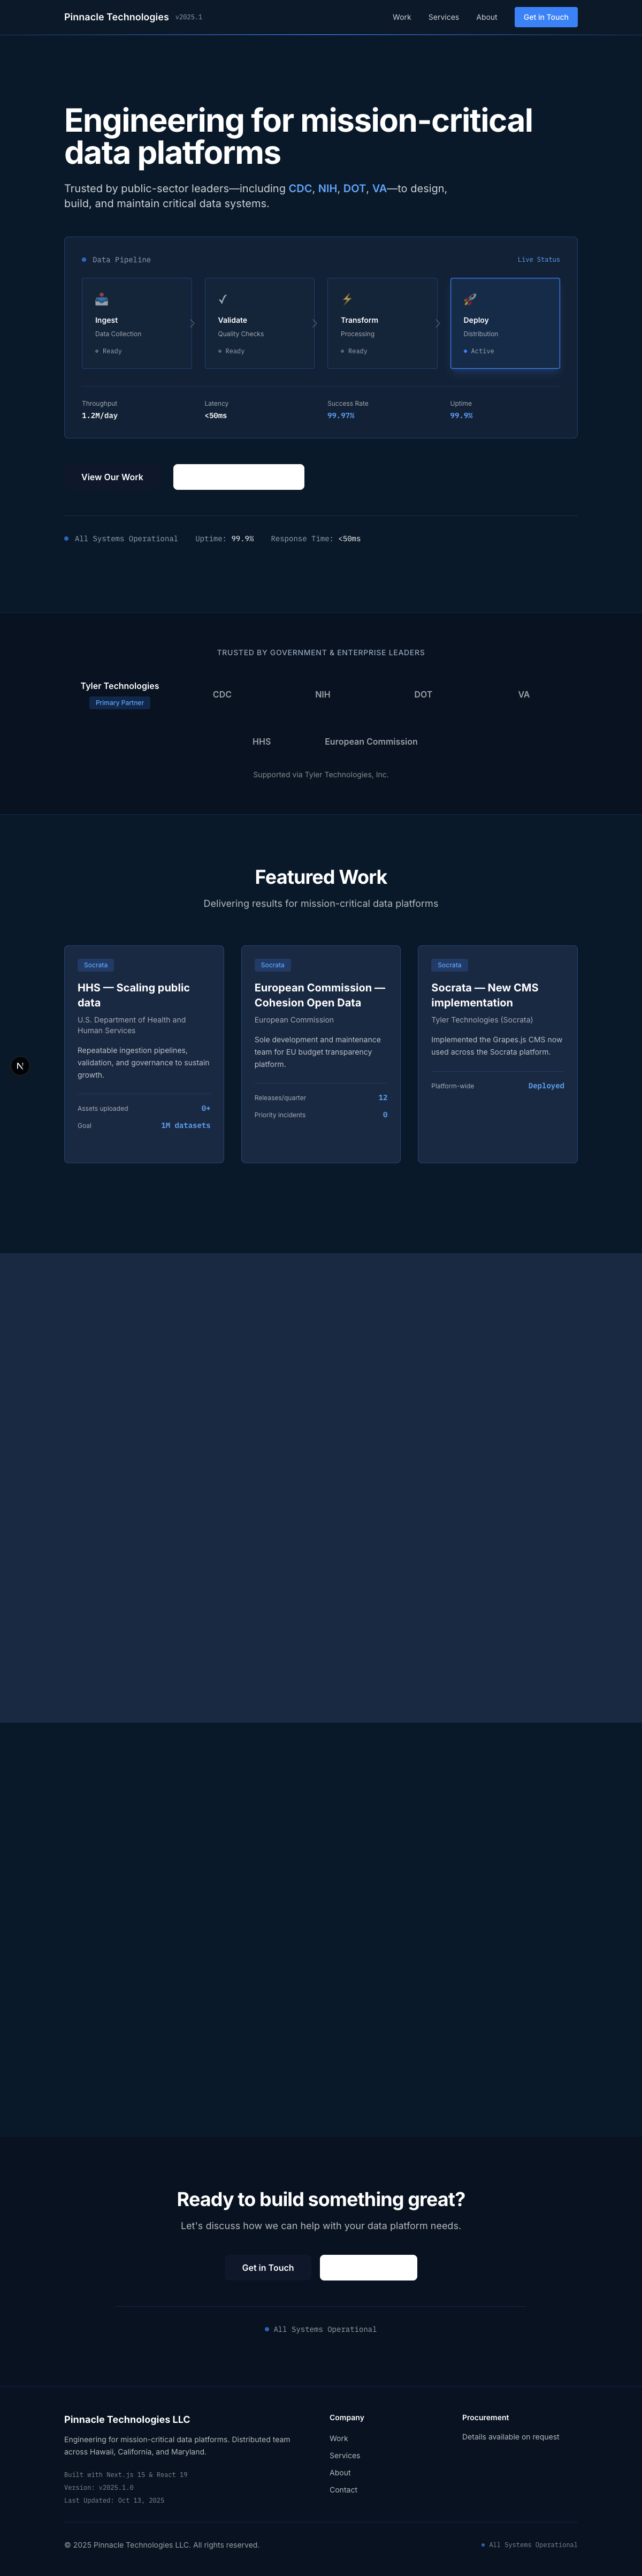 Pinnacle Technologies v2025.1 Work Services About Get in Touch
Engineering for mission-critical
data platforms
Trusted by public-sector leaders—including CDC, NIH, DOT, VA—to design,
build, and maintain critical data systems.
Data Pipeline Live Status
Ingest Validate Transform Deploy
Data Collection Quality Checks Processing Distribution
Ready Ready Ready Active
Throughput Latency Success Rate Uptime
1.2M/day <50ms 99.97% 99.9%
View Our Work
All Systems Operational Uptime: 99.9% Response Time: <50ms
TRUSTED BY GOVERNMENT & ENTERPRISE LEADERS
Tyler Technologies
Primary Partner
CDC NIH DOT VA
HHS European Commission
Supported via Tyler Technologies, Inc.
Featured Work
Delivering results for mission-critical data platforms
Socrata
HHS — Scaling public
data
U.S. Department of Health and
Human Services
Repeatable ingestion pipelines,
validation, and governance to sustain
growth.
Assets uploaded 0+
Goal 1M datasets
Socrata
European Commission —
Cohesion Open Data
European Commission
Sole development and maintenance
team for EU budget transparency
platform.
Releases/quarter 12
Priority incidents 0
Socrata
Socrata — New CMS
implementation
Tyler Technologies (Socrata)
Implemented the Grapes.js CMS now
used across the Socrata platform.
Platform-wide Deployed
N
Ready to build something great?
Let's discuss how we can help with your data platform needs.
Get in Touch
All Systems Operational
Pinnacle Technologies LLC
Engineering for mission-critical data platforms. Distributed team
across Hawaii, California, and Maryland.
Built with Next.js 15 & React 19
Version: v2025.1.0
Last Updated: Oct 13, 2025
Company
Work
Services
About
Contact
Procurement
Details available on request
© 2025 Pinnacle Technologies LLC. All rights reserved. All Systems Operational